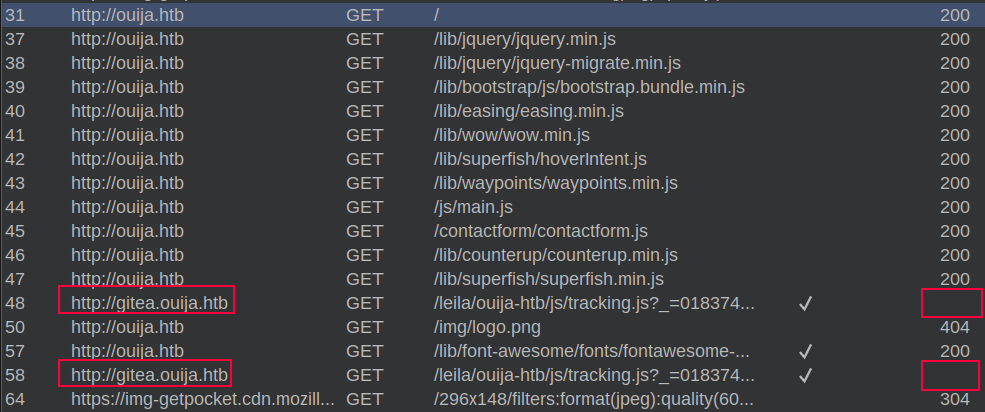 31 http://ouija.htb GET / 200
37 http://ouija.htb GET /lib/jquery/jquery.min.js 200
38 http://ouija.htb GET /lib/jquery/jquery-migrate.min.js 200
39 http://ouija.htb GET /lib/bootstrap/js/bootstrap.bundle.min.js 200
40 http://ouija.htb GET /lib/easing/easing.min.js 200
41 http://ouija.htb GET /lib/wow/wow.min.js 200
42 http://ouija.htb GET /lib/superfish/hoverIntent.js 200
43 http://ouija.htb GET /lib/waypoints/waypoints.min.js 200
44 http://ouija.htb GET /js/main.js 200
45 http://ouija.htb GET /contactform/contactform.js 200
46 http://ouija.htb GET /lib/counterup/counterup.min.js 200
47 http://ouija.htb GET /lib/superfish/superfish.min.js 200
48 http://gitea.ouija.htb GET /leila/ouija-htb/js/tracking.js?_=018374... ✓
50 http://ouija.htb GET /img/logo.png 404
57 http://ouija.htb GET /lib/font-awesome/fonts/fontawesome-... ✓ 200
58 http://gitea.ouija.htb GET /leila/ouija-htb/js/tracking.js?_=018374... ✓
64 https://img-getpocket.cdn.mozill... GET /296x148/filters:format(jpeg):quality(60... 304